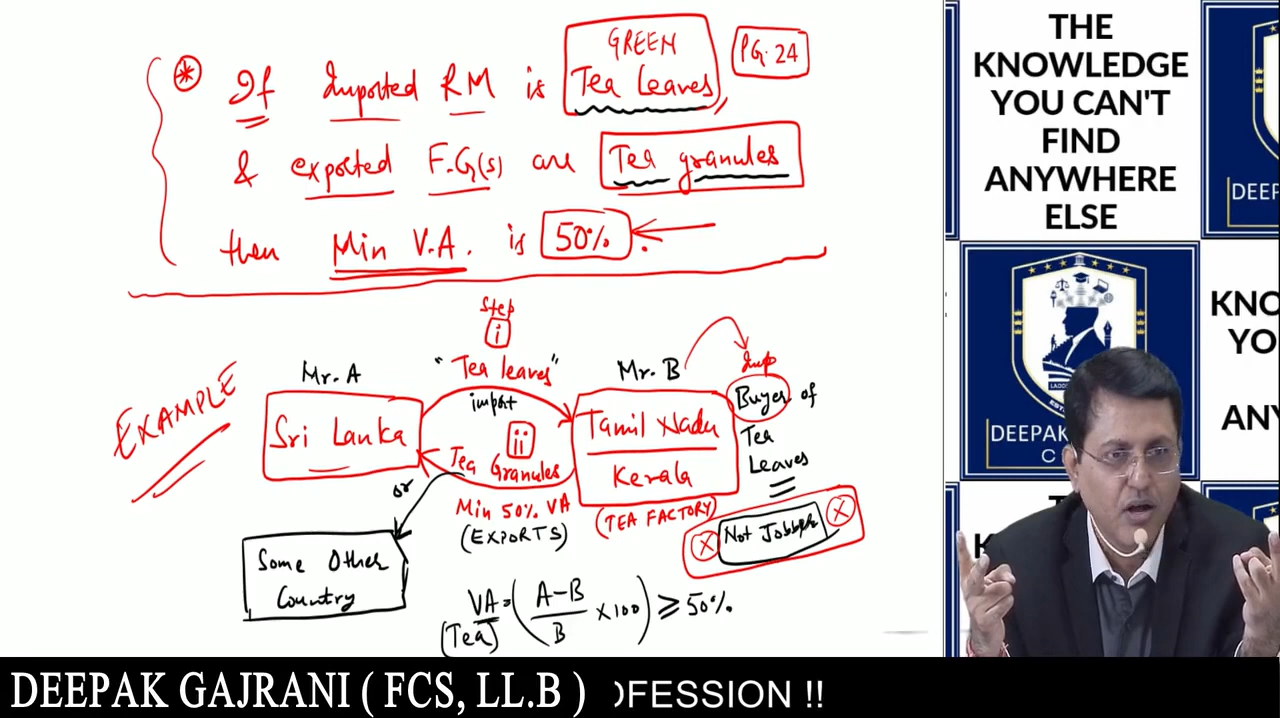 * If Imported RM is GREEN Tea Leaves, PG.24
& exported F.G(s) are Tea granules
then Min V.A. is 50%.
EXAMPLE
Step
i
Mr. A
"Tea leaves"
Mr. B
import
Sri Lanka
ii
Tea Granules
Min 50% VA
(EXPORTS)
Tamil Nadu
Kerala
(TEA FACTORY)
Imp
Buyer of
Tea
Leaves
X Not Jobber X
or
Some Other
Country
VA = (A-B / B × 100) ≥ 50%
(Tea)
THE
KNOWLEDGE
YOU CAN'T
FIND
ANYWHERE
ELSE
DEEP
KNO
YO
ANY
DEEPAK
C
K
DEEPAK GAJRANI ( FCS, LL.B ) OFESSION !!